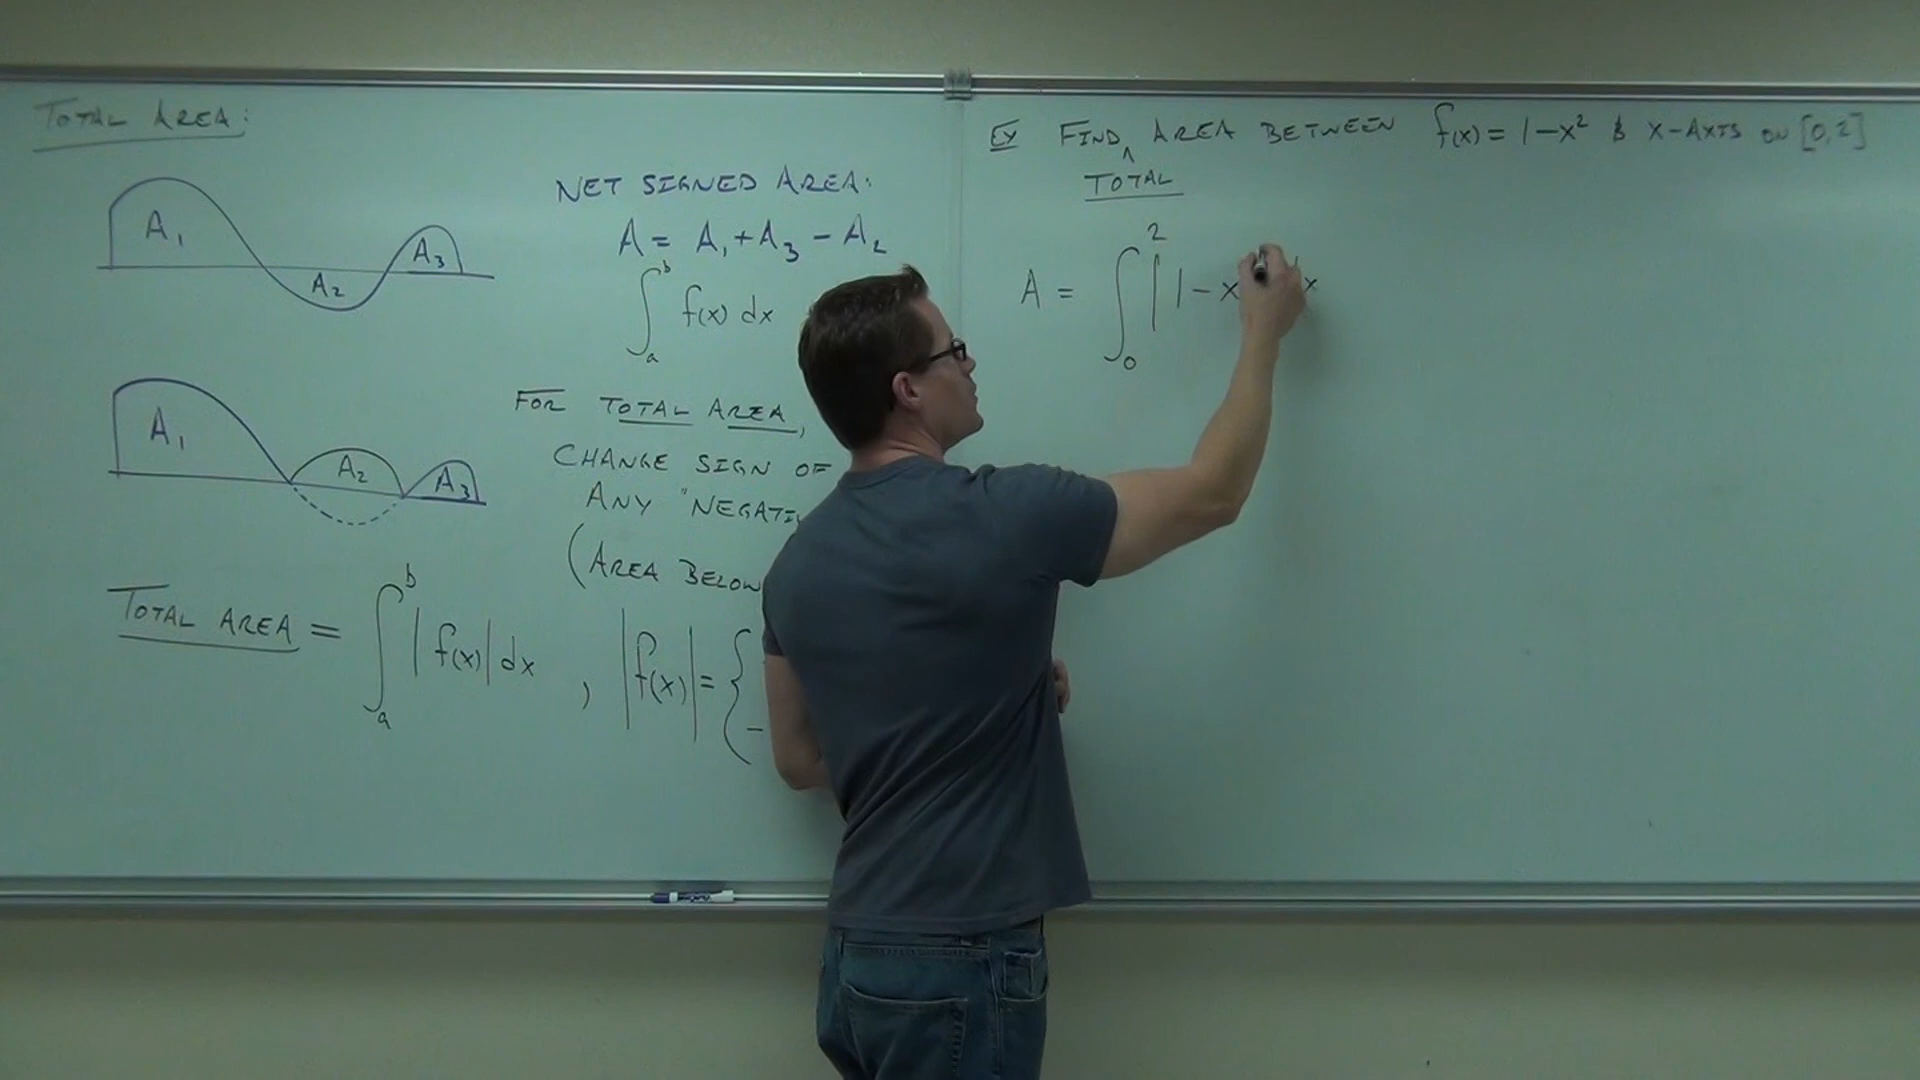 TOTAL AREA:
A₁
A₂
A₃
NET SIGNED AREA:
A = A₁ + A₃ - A₂
∫ₐᵇ f(x) dx
A₁
A₂
A₃
FOR TOTAL AREA,
CHANGE SIGN OF
ANY "NEGATIV
(AREA BELOW
TOTAL AREA = ∫ₐᵇ |f(x)| dx , |f(x)| = {
-
EX FIND ^ AREA BETWEEN f(x) = 1-x² & X-AXIS ON [0,2]
TOTAL
A = ∫₀² |1-x x